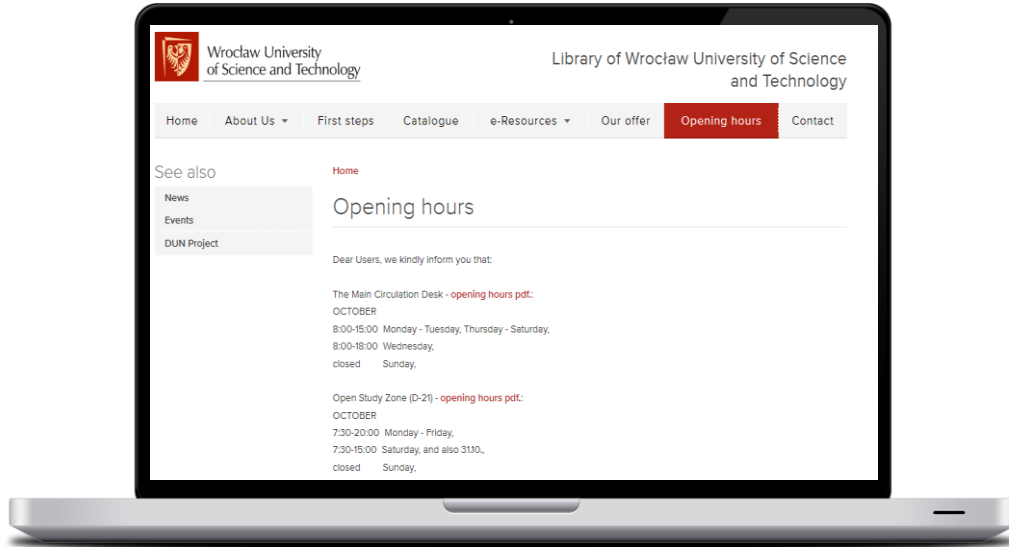 Wrocław University
of Science and Technology
Library of Wrocław University of Science
and Technology
Home About Us First steps Catalogue e-Resources Our offer Opening hours Contact
See also
News
Events
DUN Project
Home
Opening hours
Dear Users, we kindly inform you that:
The Main Circulation Desk - opening hours pdf.:
OCTOBER
8:00-15:00 Monday - Tuesday, Thursday - Saturday,
8:00-18:00 Wednesday,
closed Sunday,
Open Study Zone (D-21) - opening hours pdf.:
OCTOBER
7:30-20:00 Monday - Friday,
7:30-15:00 Saturday, and also 31.10.,
closed Sunday,